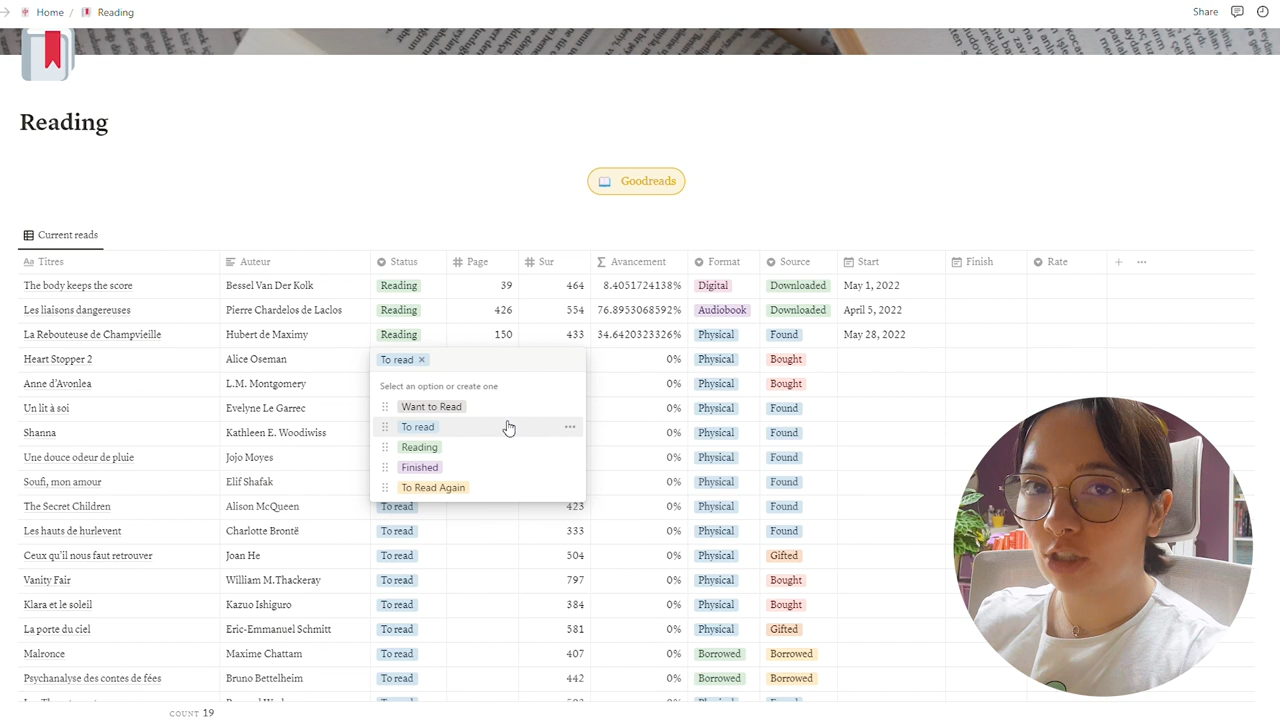 Home / Reading
Share
Reading
Goodreads
Current reads
Aa Titres Auteur Status Page Sur Avancement Format Source Start Finish Rate
The body keeps the score Bessel Van Der Kolk Reading 39 464 8.4051724138% Digital Downloaded May 1, 2022
Les liaisons dangereuses Pierre Chardelos de Laclos Reading 426 554 76.8953068592% Audiobook Downloaded April 5, 2022
La Rebouteuse de Champvieille Hubert de Maximy Reading 150 433 34.6420323326% Physical Found May 28, 2022
Heart Stopper 2 Alice Oseman To read × 0% Physical Bought
Anne d'Avonlea L.M. Montgomery Select an option or create one 0% Physical Bought
Un lit à soi Evelyne Le Garrec Want to Read 0% Physical Found
Shanna Kathleen E. Woodiwiss To read 0% Physical Found
Une douce odeur de pluie Jojo Moyes Reading 0% Physical Found
Soufi, mon amour Elif Shafak Finished 0% Physical Found
To Read Again
The Secret Children Alison McQueen To read 423 0% Physical Found
Les hauts de hurlevent Charlotte Brontë To read 333 0% Physical Found
Ceux qu'il nous faut retrouver Joan He To read 504 0% Physical Gifted
Vanity Fair William M.Thackeray To read 797 0% Physical Bought
Klara et le soleil Kazuo Ishiguro To read 384 0% Physical Bought
La porte du ciel Eric-Emmanuel Schmitt To read 581 0% Physical Gifted
Malronce Maxime Chattam To read 407 0% Borrowed Borrowed
Psychanalyse des contes de fées Bruno Bettelheim To read 442 0% Borrowed Borrowed
COUNT 19